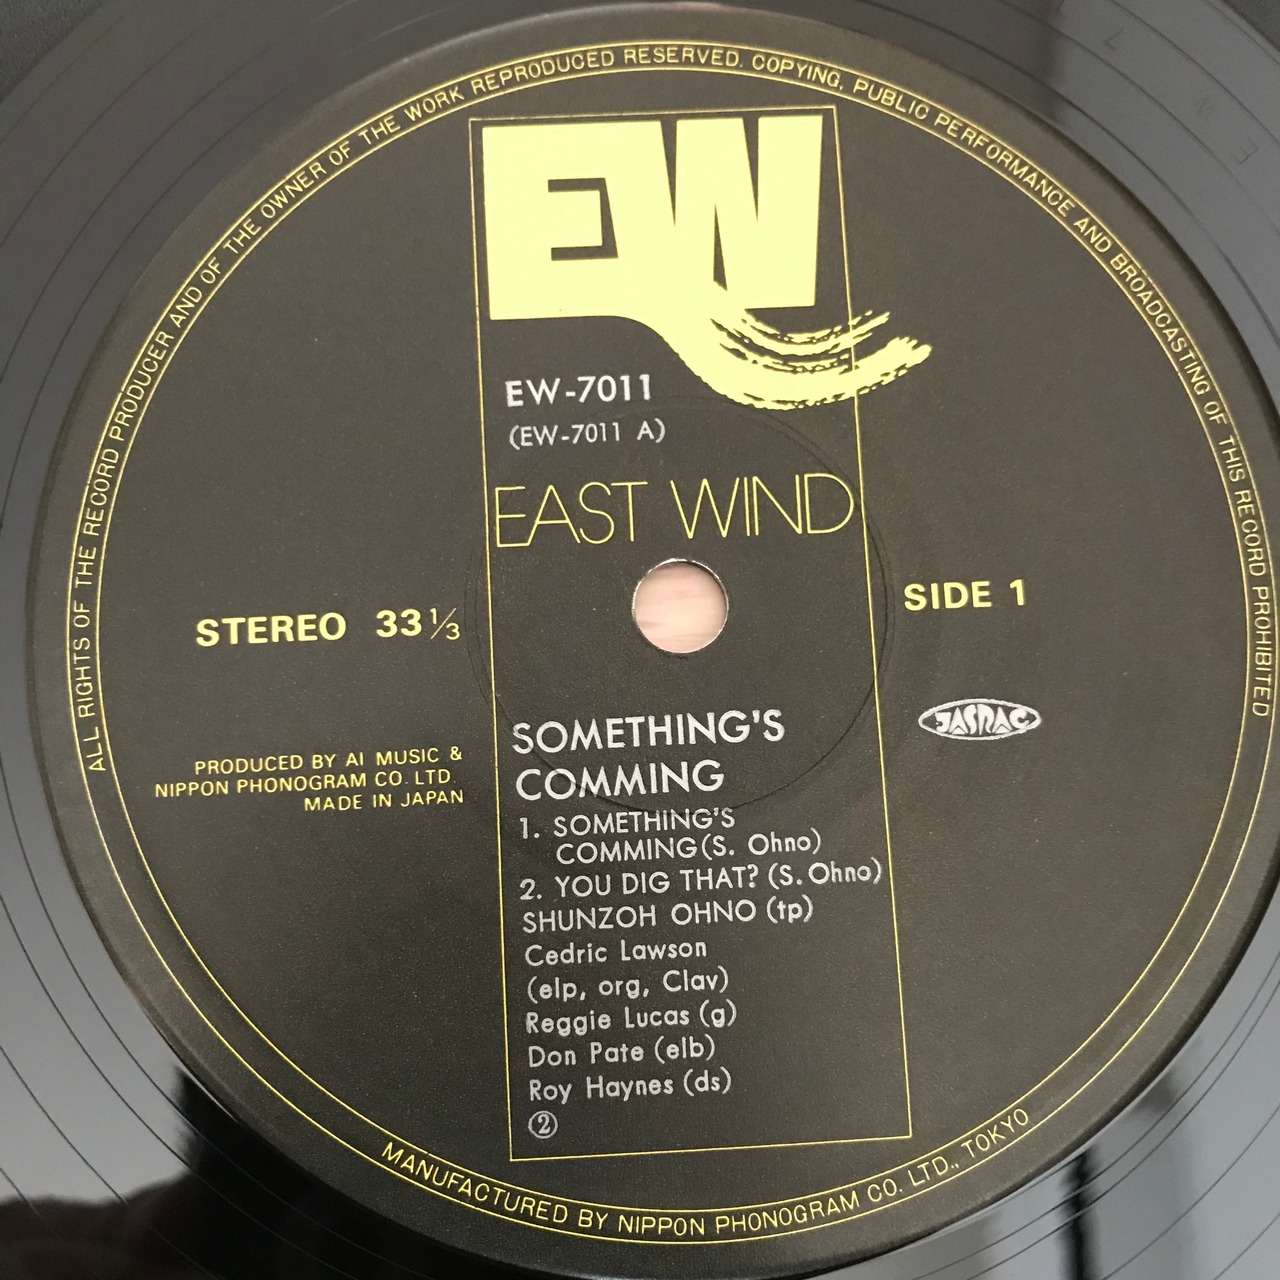 ALL RIGHTS OF THE RECORD PRODUCER AND OF THE OWNER OF THE WORK REPRODUCED RESERVED. COPYING, PUBLIC PERFORMANCE AND BROADCASTING OF THIS RECORD PROHIBITED
EW
EW-7011
(EW-7011 A)
EAST WIND
STEREO 33 1/3
SIDE 1
JASRAC
PRODUCED BY AI MUSIC &
NIPPON PHONOGRAM CO. LTD.
MADE IN JAPAN
SOMETHING'S
COMMING
1. SOMETHING'S
COMMING(S. Ohno)
2. YOU DIG THAT? (S. Ohno)
SHUNZOH OHNO (tp)
Cedric Lawson
(elp, org, Clav)
Reggie Lucas (g)
Don Pate (elb)
Roy Haynes (ds)
②
MANUFACTURED BY NIPPON PHONOGRAM CO. LTD., TOKYO